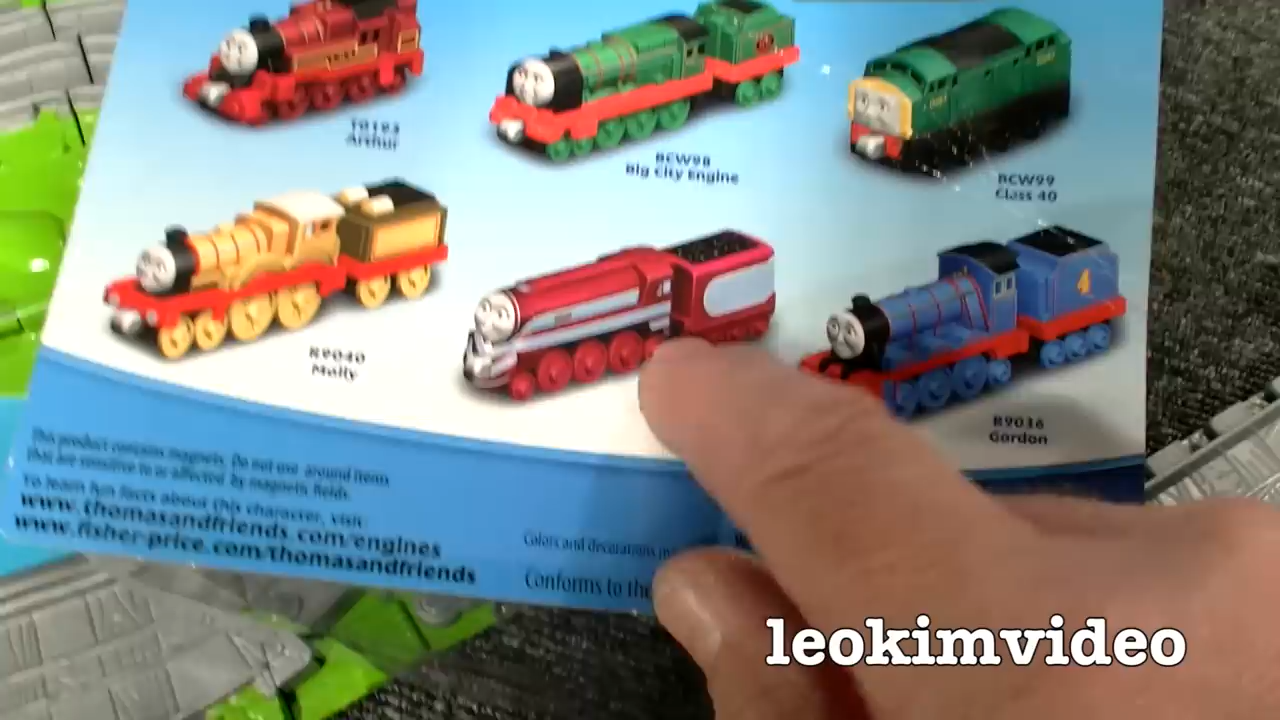 Arthur
BCW98
Big City Engine
BCW99
Class 40
R9040
Molly
R9036
Gordon
4
This product contains magnets. Do not use around items
that are sensitive to or affected by magnetic fields.
To learn fun facts about this character, visit:
www.thomasandfriends.com/engines
www.fisher-price.com/thomasandfriends
Colors and decorations
Conforms to the
leokimvideo